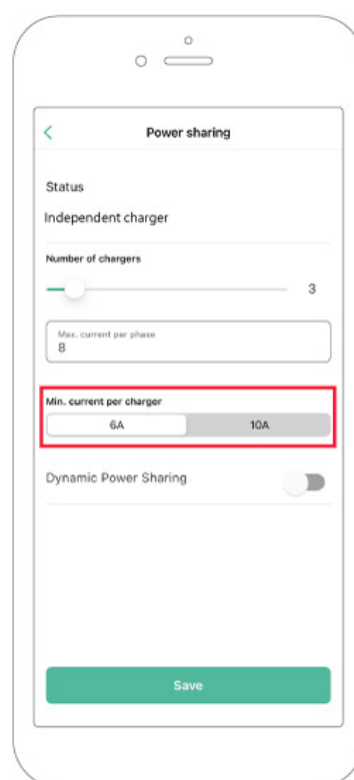 Power sharing
Status
Independent charger
Number of chargers
3
Max. current per phase
8
Min. current per charger
6A 10A
Dynamic Power Sharing
Save